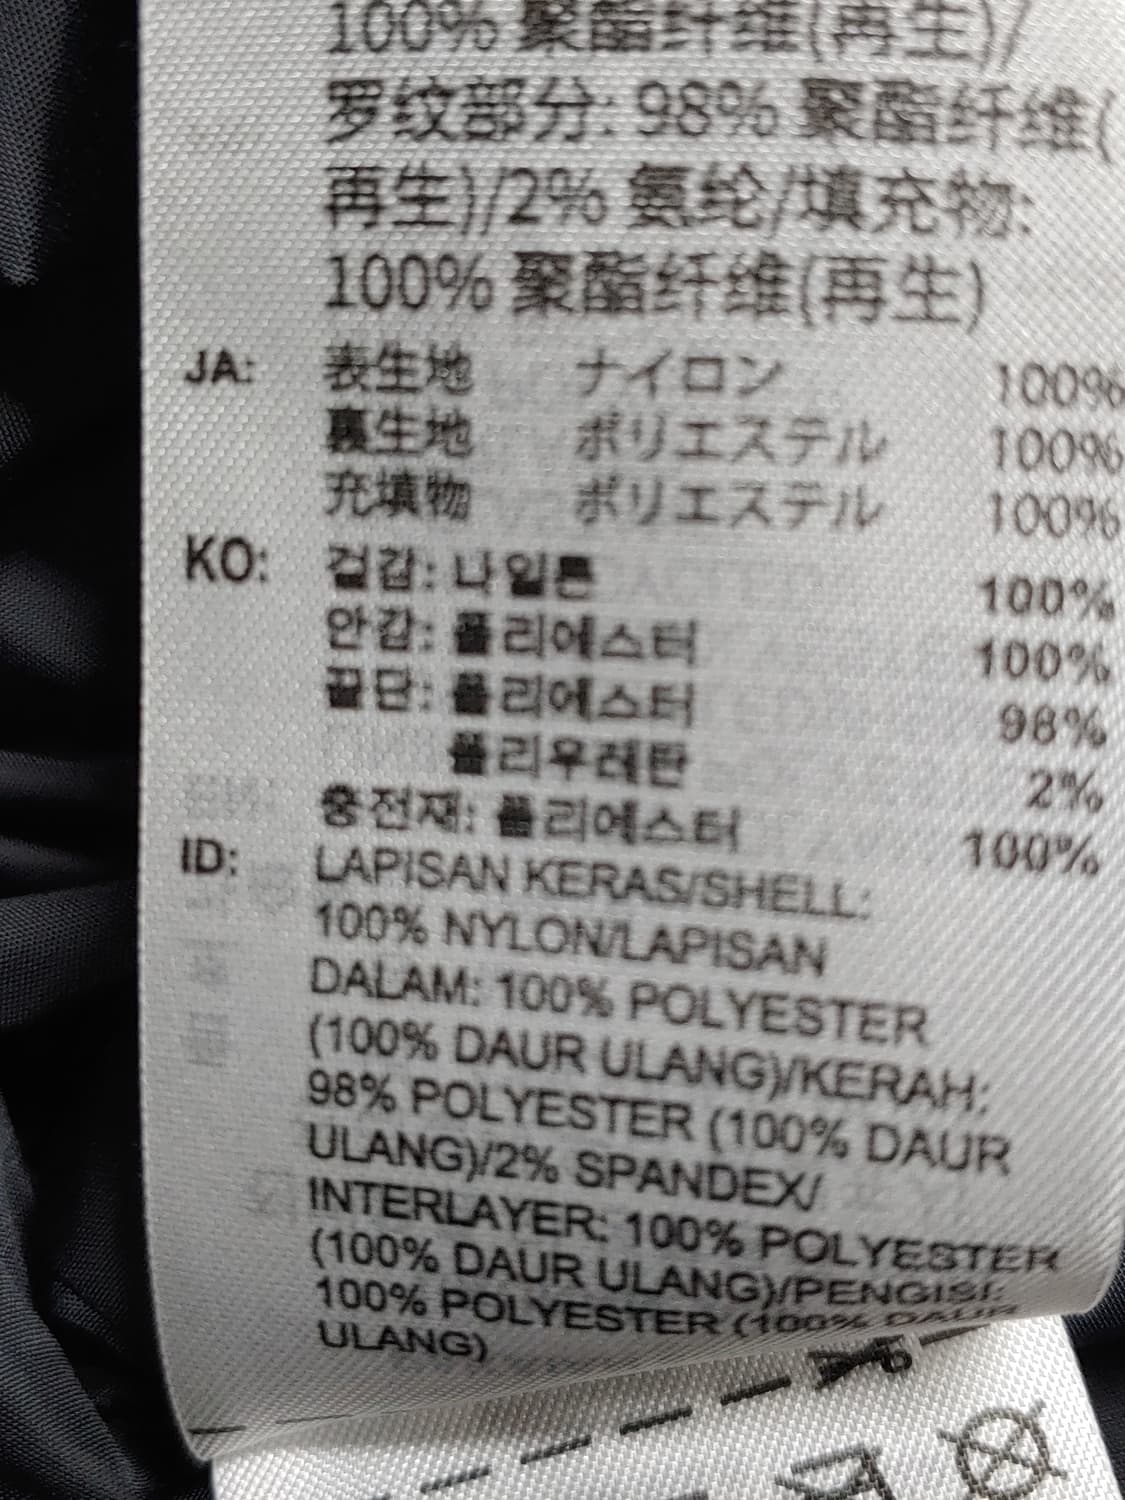 100% 聚酯纤维(再生)/
罗纹部分: 98% 聚酯纤维(
再生)/2% 氨纶/填充物:
100% 聚酯纤维(再生)
JA: 表生地 ナイロン 100%
裏生地 ポリエステル 100%
充填物 ポリエステル 100%
KO: 겉감: 나일론 100%
안감: 폴리에스터 100%
끝단: 폴리에스터 98%
폴리우레탄 2%
충전재: 폴리에스터 100%
ID: LAPISAN KERAS/SHELL:
100% NYLON/LAPISAN
DALAM: 100% POLYESTER
(100% DAUR ULANG)/KERAH:
98% POLYESTER (100% DAUR
ULANG)/2% SPANDEX/
INTERLAYER: 100% POLYESTER
(100% DAUR ULANG)/PENGISI:
100% POLYESTER (100% DAUR
ULANG)